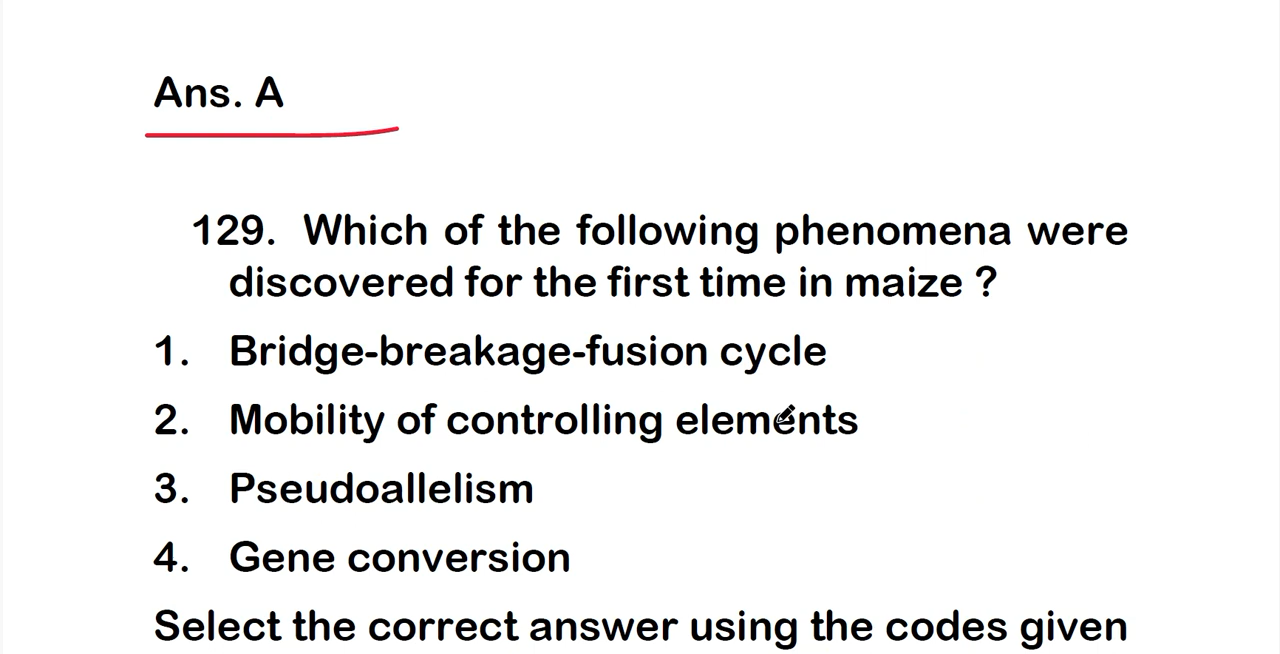 Ans. A
129. Which of the following phenomena were
discovered for the first time in maize ?
1. Bridge-breakage-fusion cycle
2. Mobility of controlling elements
3. Pseudoallelism
4. Gene conversion
Select the correct answer using the codes given